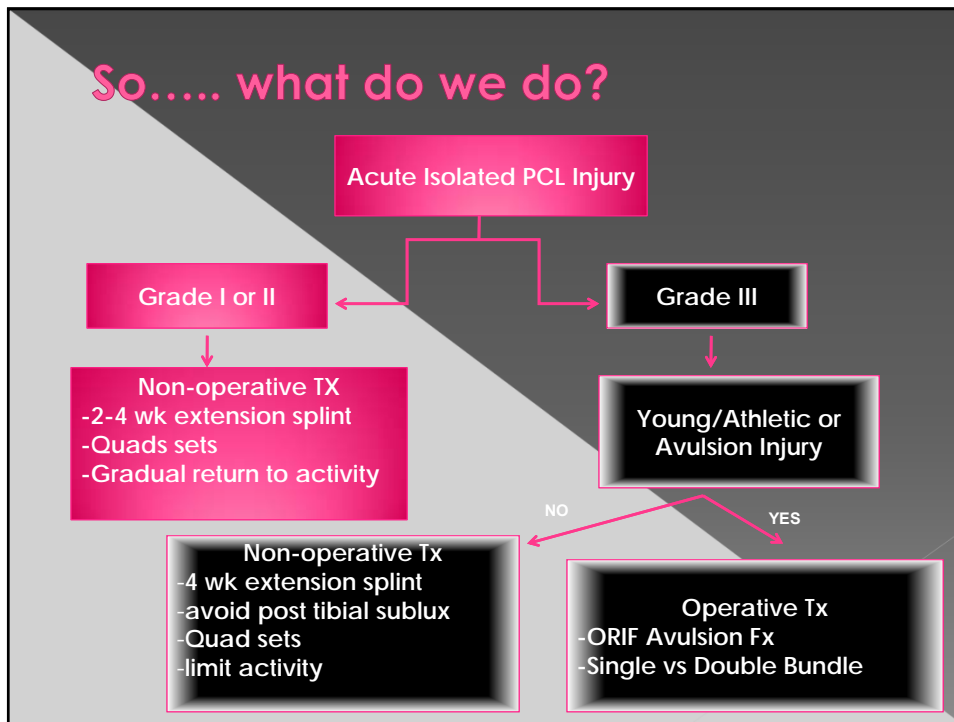 So..... what do we do?
Acute Isolated PCL Injury
Grade I or II
Grade III
Non-operative TX
-2-4 wk extension splint
-Quads sets
-Gradual return to activity
Young/Athletic or
Avulsion Injury
NO
YES
Non-operative Tx
-4 wk extension splint
-avoid post tibial sublux
-Quad sets
-limit activity
Operative Tx
-ORIF Avulsion Fx
-Single vs Double Bundle